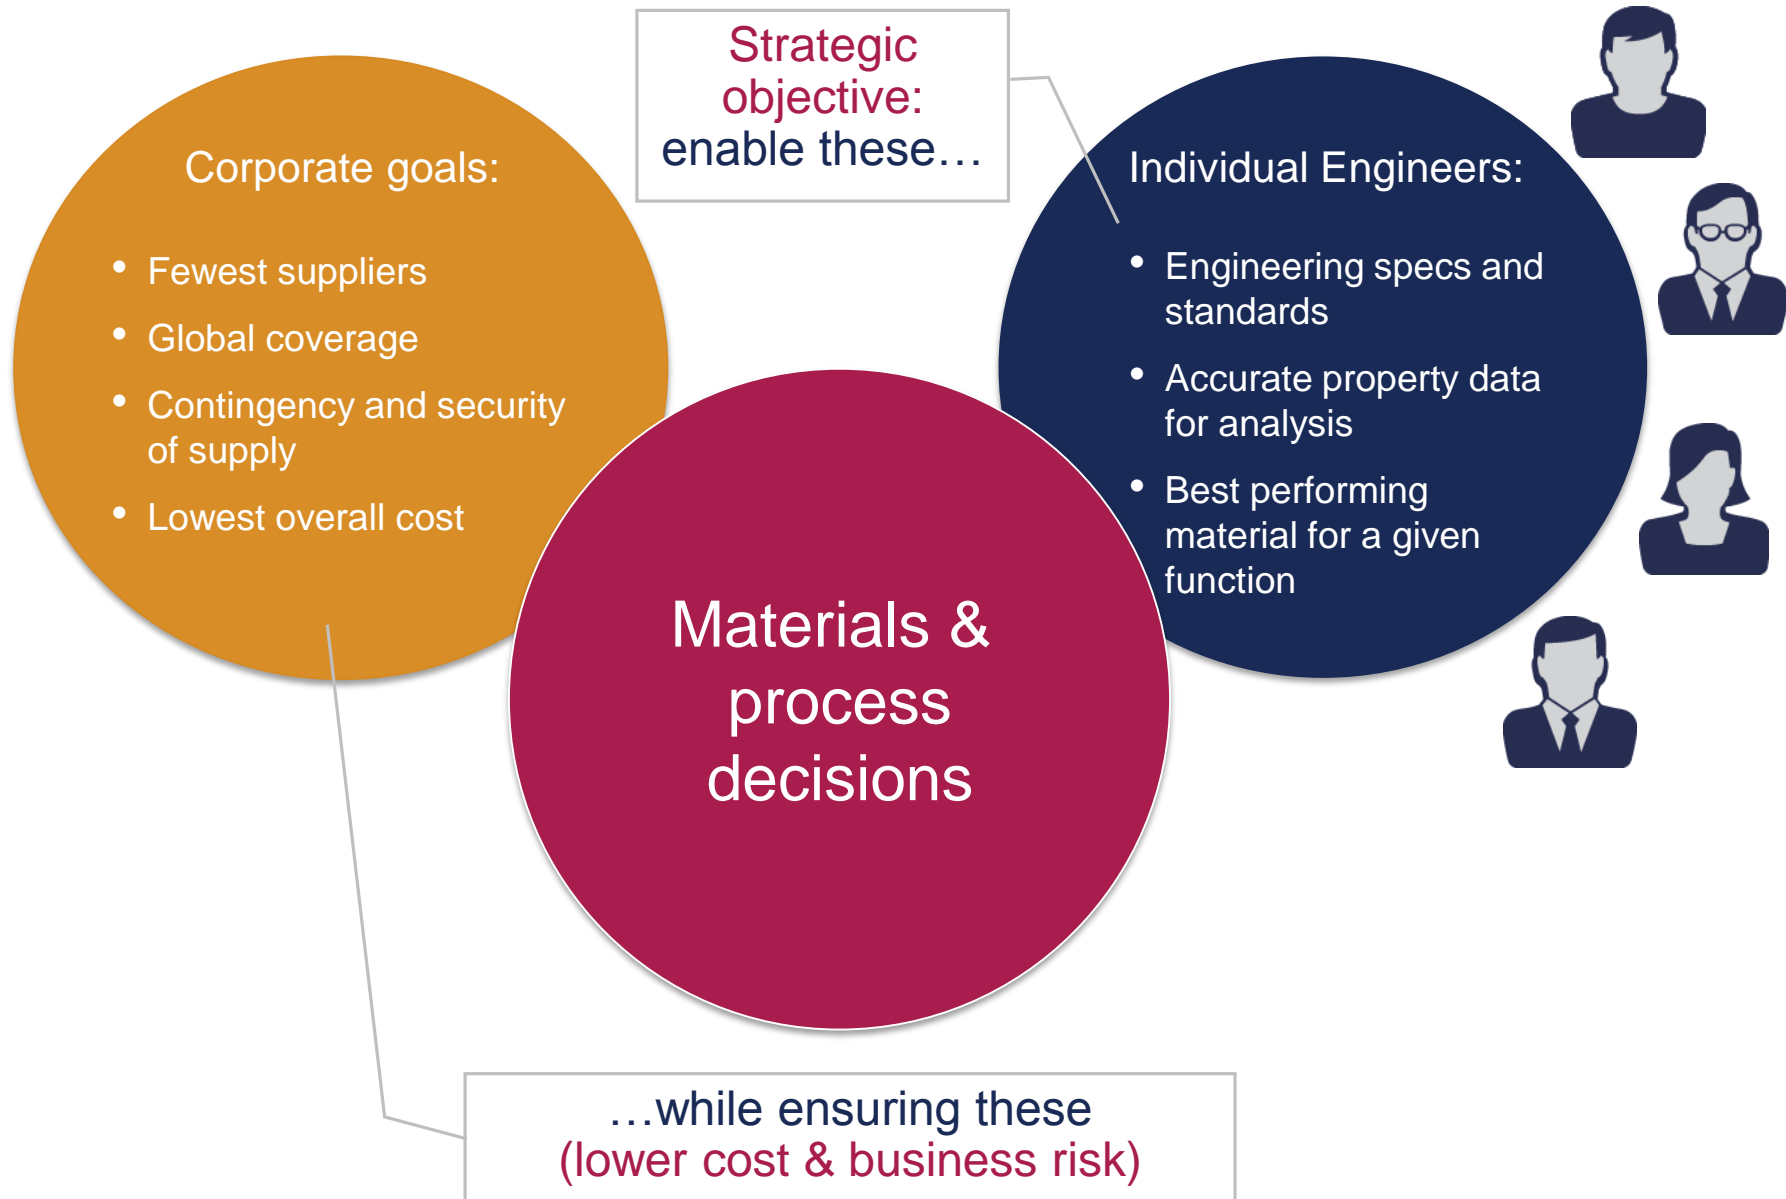 Strategic
objective:
enable these…
Corporate goals:
• Fewest suppliers
• Global coverage
• Contingency and security
of supply
• Lowest overall cost
Individual Engineers:
• Engineering specs and
standards
• Accurate property data
for analysis
• Best performing
material for a given
function
Materials &
process
decisions
…while ensuring these
(lower cost & business risk)